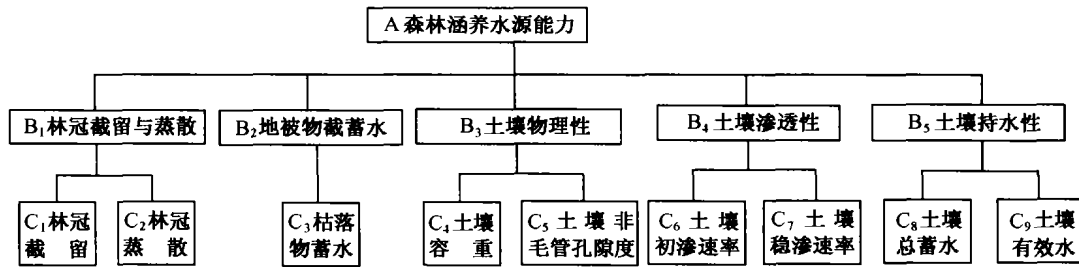 A 森林涵养水源能力
B₁林冠截留与蒸散
B₂地被物截蓄水
B₃土壤物理性
B₄土壤渗透性
B₅土壤持水性
C₁林冠
截留
C₂林冠
蒸散
C₃枯落
物蓄水
C₄土壤
容重
C₅土壤非
毛管孔隙度
C₆土壤
初渗速率
C₇土壤
稳渗速率
C₈土壤
总蓄水
C₉土壤
有效水